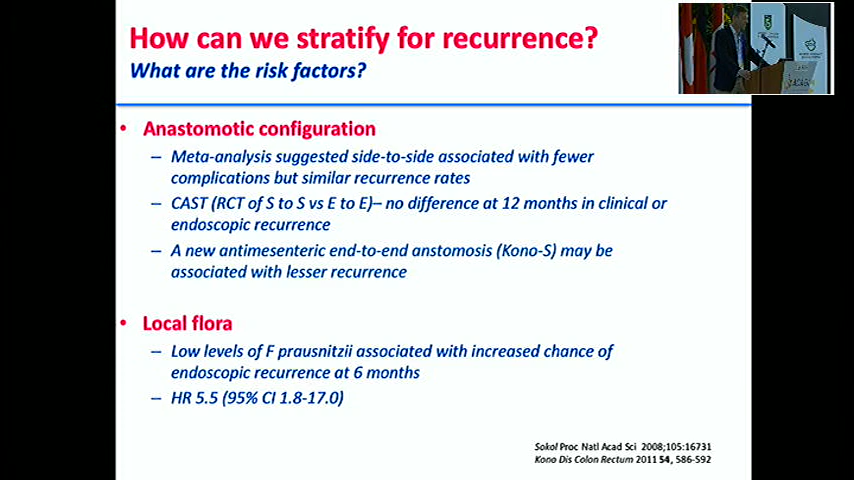 How can we stratify for recurrence?
What are the risk factors?
• Anastomotic configuration
– Meta-analysis suggested side-to-side associated with fewer
complications but similar recurrence rates
– CAST (RCT of S to S vs E to E)– no difference at 12 months in clinical or
endoscopic recurrence
– A new antimesenteric end-to-end anstomosis (Kono-S) may be
associated with lesser recurrence
• Local flora
– Low levels of F prausnitzii associated with increased chance of
endoscopic recurrence at 6 months
– HR 5.5 (95% CI 1.8-17.0)
Sokol Proc Natl Acad Sci 2008;105:16731
Kono Dis Colon Rectum 2011 54, 586-592